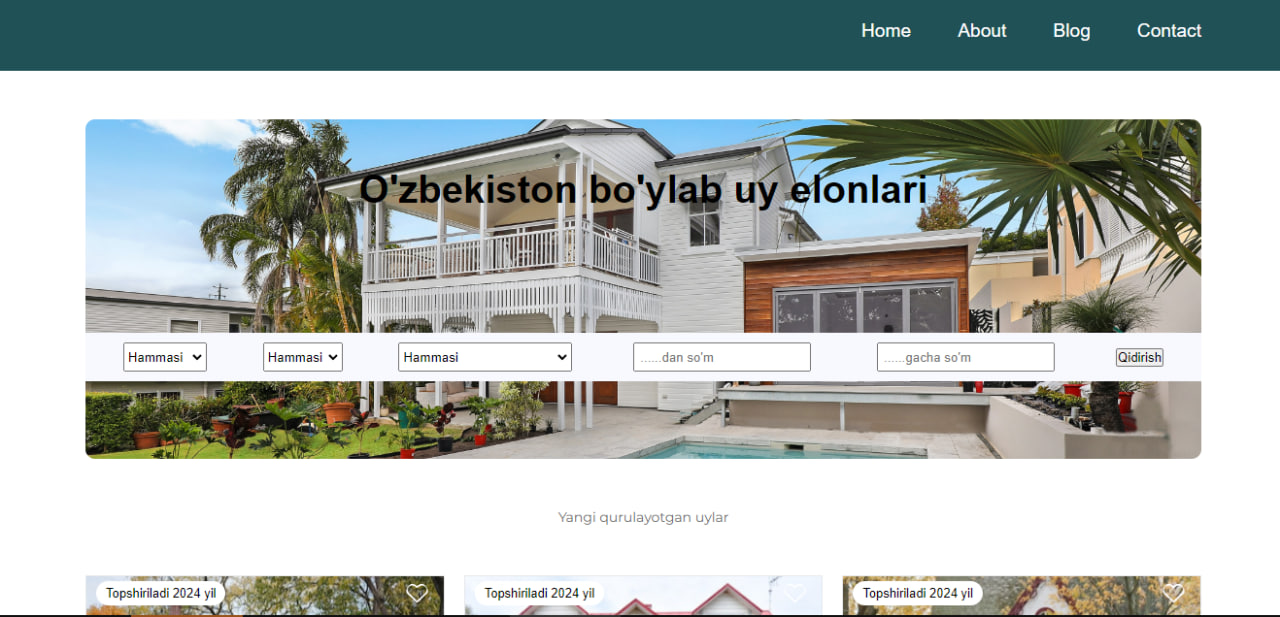 Home About Blog Contact
O'zbekiston bo'ylab uy elonlari
Hammasi Hammasi Hammasi ......dan so'm ......gacha so'm Qidirish
Yangi qurulayotgan uylar
Topshiriladi 2024 yil Topshiriladi 2024 yil Topshiriladi 2024 yil